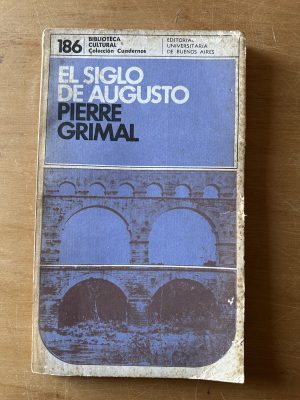 186
BIBLIOTECA
CULTURAL
Colección Cuadernos
EDITORIAL
UNIVERSITARIA
DE BUENOS AIRES
EL SIGLO
DE AUGUSTO
PIERRE
GRIMAL